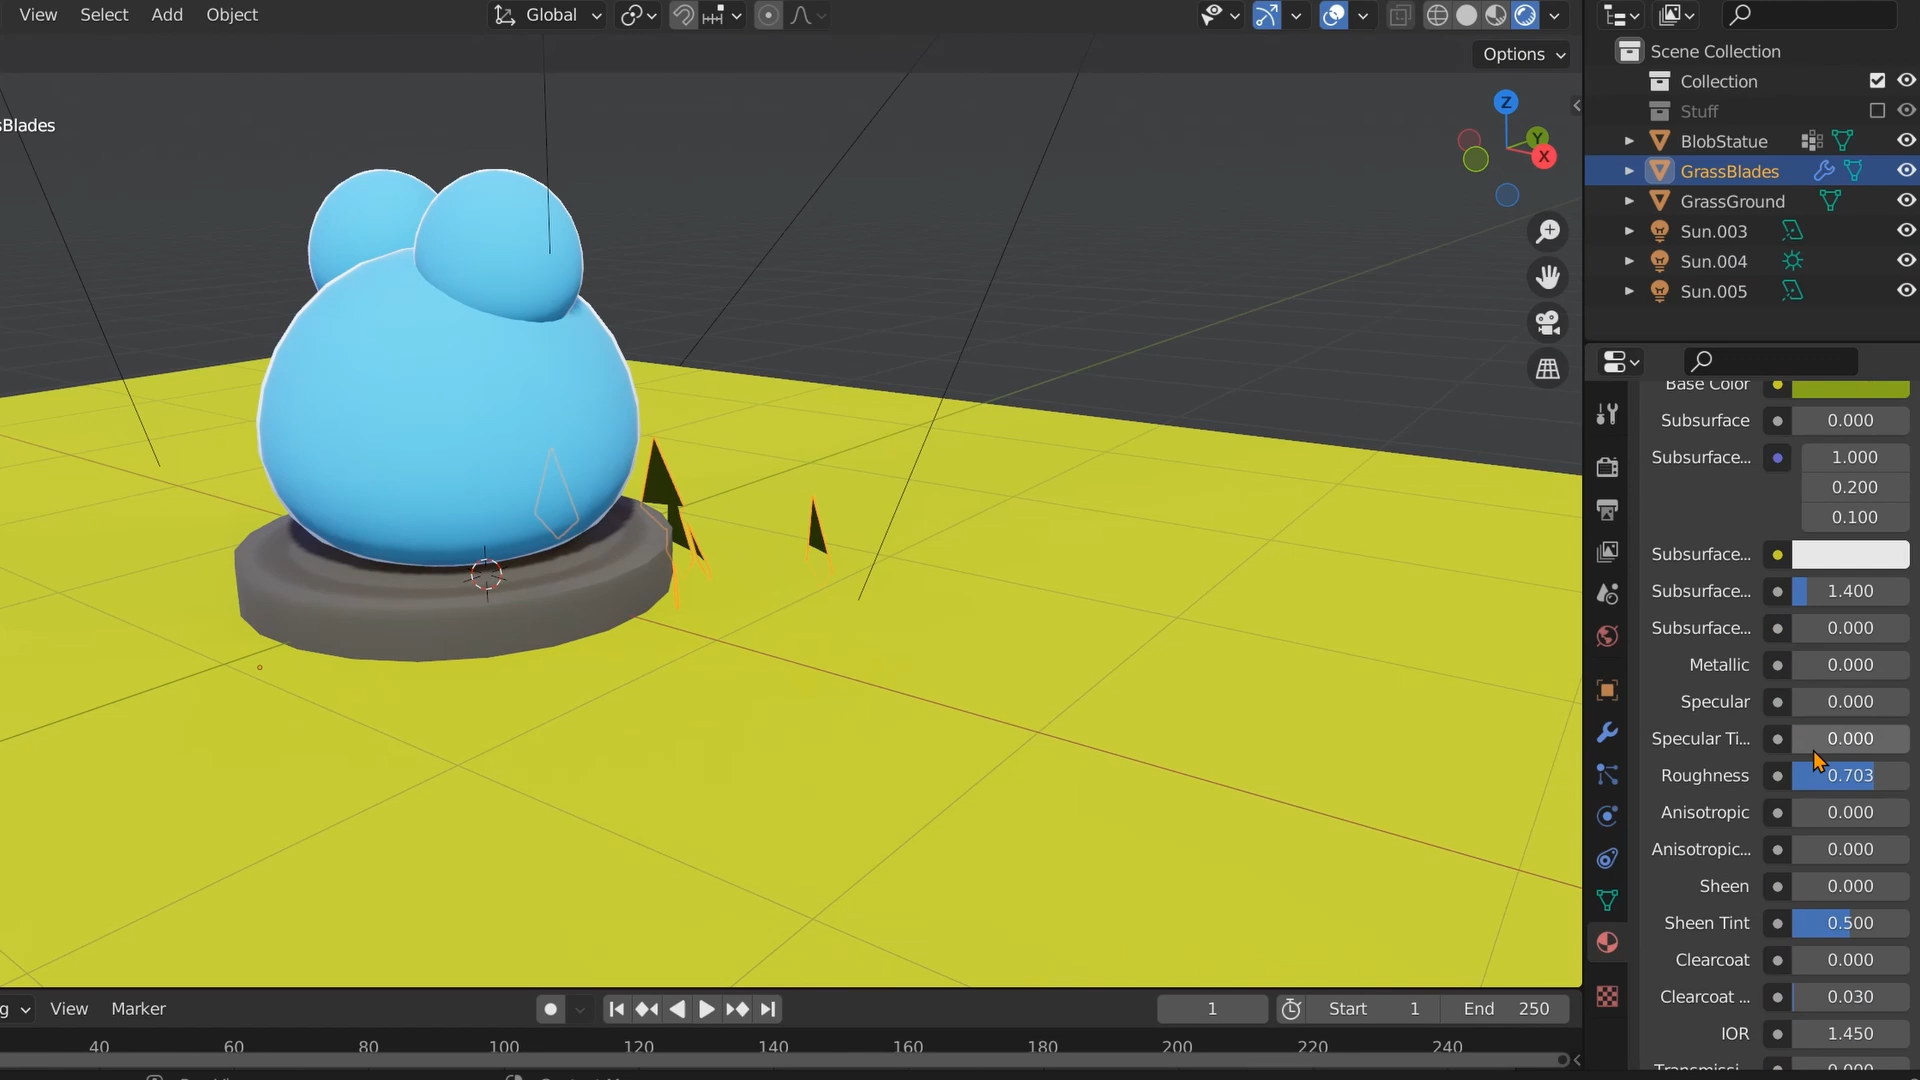 View Select Add Object Global
Options
sBlades
Z
Y
X
Scene Collection
Collection
Stuff
BlobStatue
GrassBlades
GrassGround
Sun.003
Sun.004
Sun.005
Base Color
Subsurface 0.000
Subsurface... 1.000
0.200
0.100
Subsurface...
Subsurface... 1.400
Subsurface... 0.000
Metallic 0.000
Specular 0.000
Specular Ti... 0.000
Roughness 0.703
Anisotropic 0.000
Anisotropic... 0.000
Sheen 0.000
Sheen Tint 0.500
Clearcoat 0.000
Clearcoat ... 0.030
IOR 1.450
Transmissi... 0.000
g View Marker 1 Start 1 End 250
40 60 80 100 120 140 160 180 200 220 240